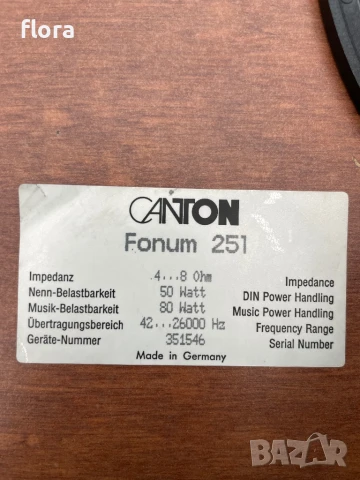 flora
CANTON
Fonum 251
Impedanz 4...8 Ohm Impedance
Nenn-Belastbarkeit 50 Watt DIN Power Handling
Musik-Belastbarkeit 80 Watt Music Power Handling
Übertragungsbereich 42...26000 Hz Frequency Range
Geräte-Nummer 351546 Serial Number
Made in Germany
BAZAR